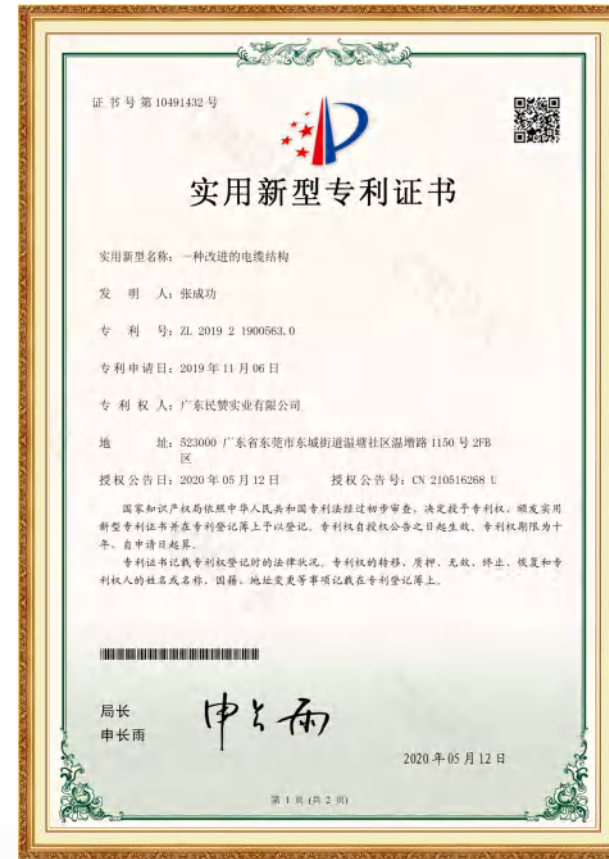 证书号第10491432号
实用新型专利证书
实用新型名称：一种改进的电缆结构
发明人：张成功
专利号：ZL 2019 2 1900563.0
专利申请日：2019年11月06日
专利权人：广东民赞实业有限公司
地址：523000 广东省东莞市东城街道温塘社区温增路1150号2FB
区
授权公告日：2020年05月12日 授权公告号：CN 210516268 U
国家知识产权局依照中华人民共和国专利法经过初步审查，决定授予专利权，颁发实用
新型专利证书并在专利登记簿上予以登记。专利权自授权公告之日起生效。专利权期限为十
年，自申请日起算。
专利证书记载专利权登记时的法律状况。专利权的转移、质押、无效、终止、恢复和专
利权人的姓名或名称、国籍、地址变更等事项记载在专利登记簿上。
局长
申长雨
申长雨
2020年05月12日
第 1 页 (共 2 页)